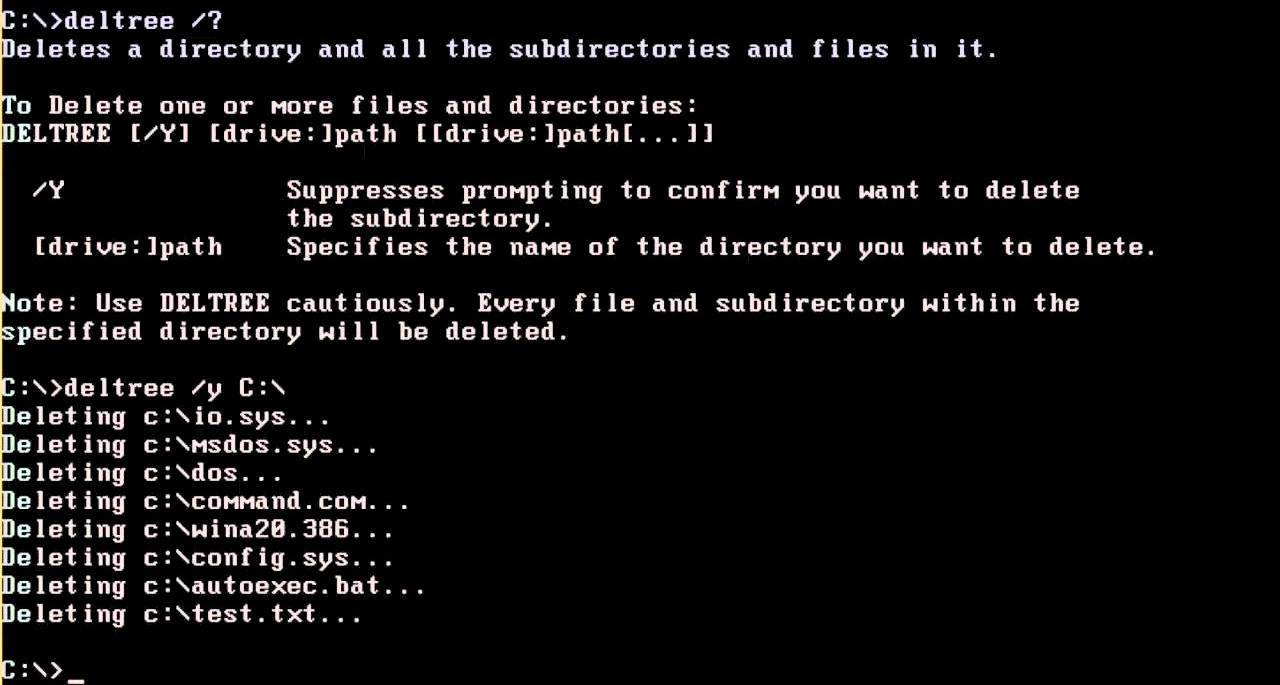 C:\>deltree /?
Deletes a directory and all the subdirectories and files in it.
To Delete one or more files and directories:
DELTREE [/Y] [drive:]path [[drive:]path[...]]
/Y Suppresses prompting to confirm you want to delete
the subdirectory.
[drive:]path Specifies the name of the directory you want to delete.
Note: Use DELTREE cautiously. Every file and subdirectory within the
specified directory will be deleted.
C:\>deltree /y C:\
Deleting c:\io.sys...
Deleting c:\msdos.sys...
Deleting c:\dos...
Deleting c:\command.com...
Deleting c:\wina20.386...
Deleting c:\config.sys...
Deleting c:\autoexec.bat...
Deleting c:\test.txt...
C:\>_